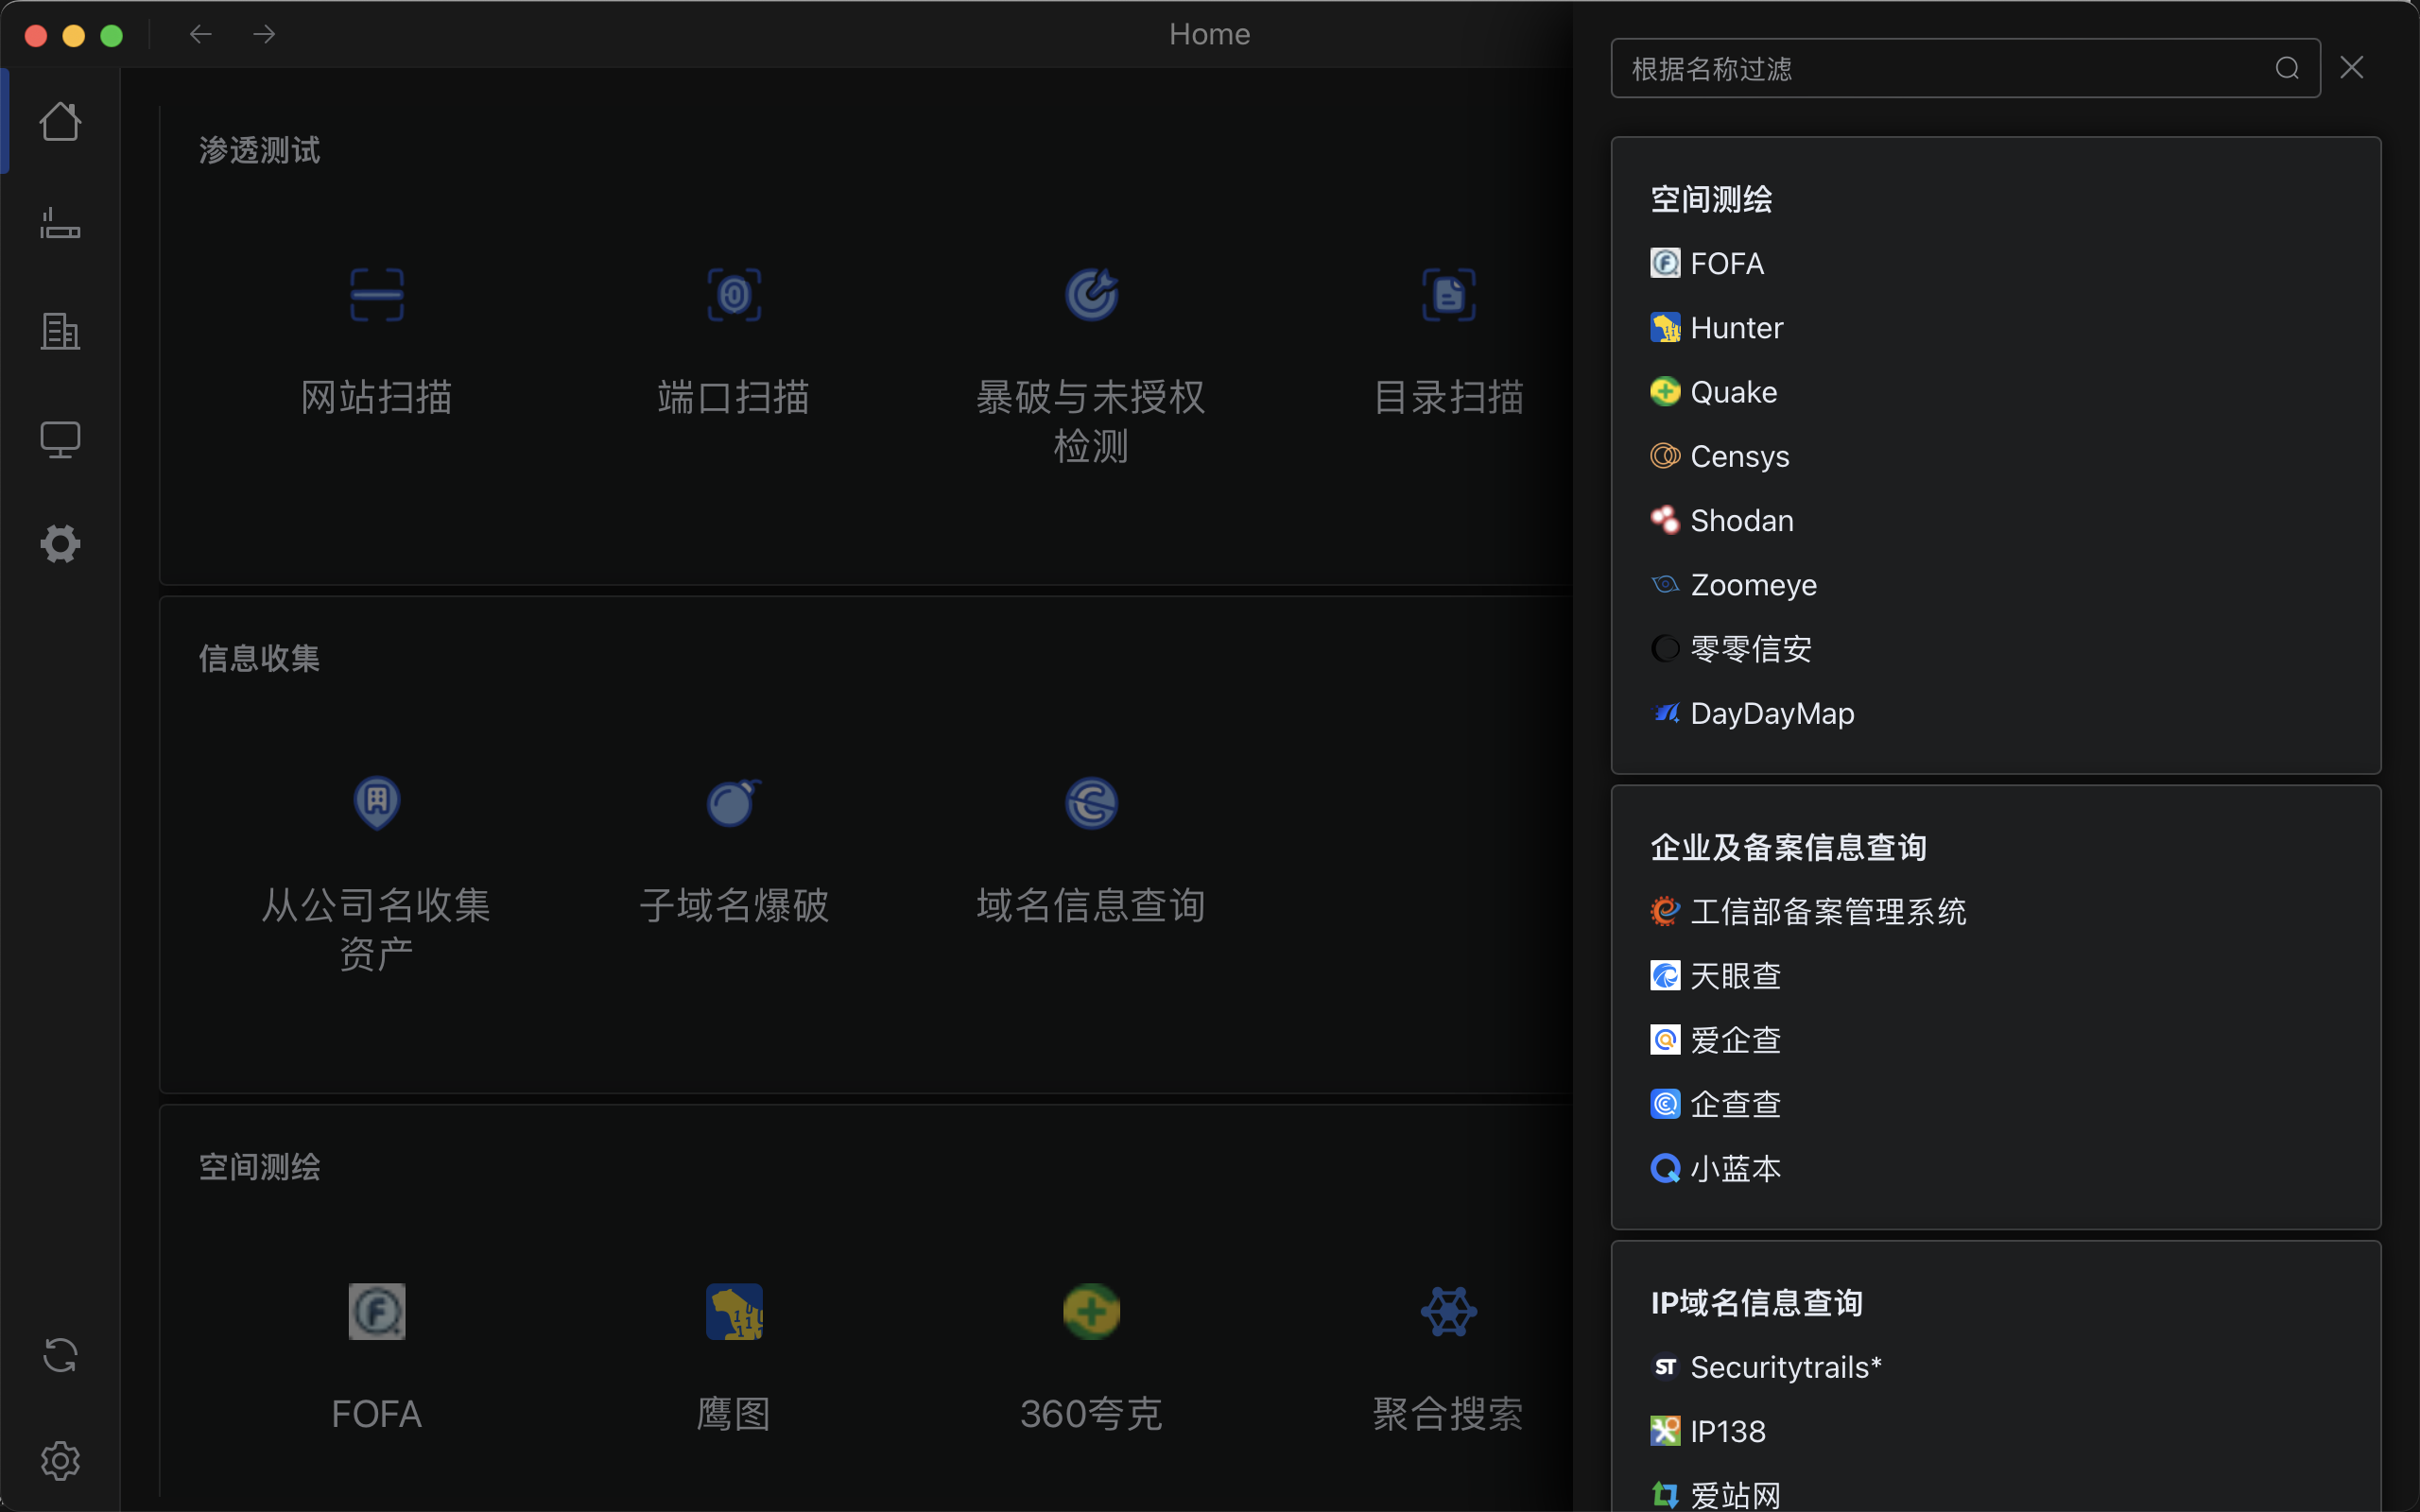 Home
渗透测试
网站扫描
端口扫描
暴破与未授权
检测
目录扫描
信息收集
从公司名收集
资产
子域名爆破
域名信息查询
空间测绘
FOFA
鹰图
360夸克
聚合搜索
根据名称过滤
空间测绘
FOFA
Hunter
Quake
Censys
Shodan
Zoomeye
零零信安
DayDayMap
企业及备案信息查询
工信部备案管理系统
天眼查
爱企查
企查查
小蓝本
IP域名信息查询
ST Securitytrails*
IP138
爱站网